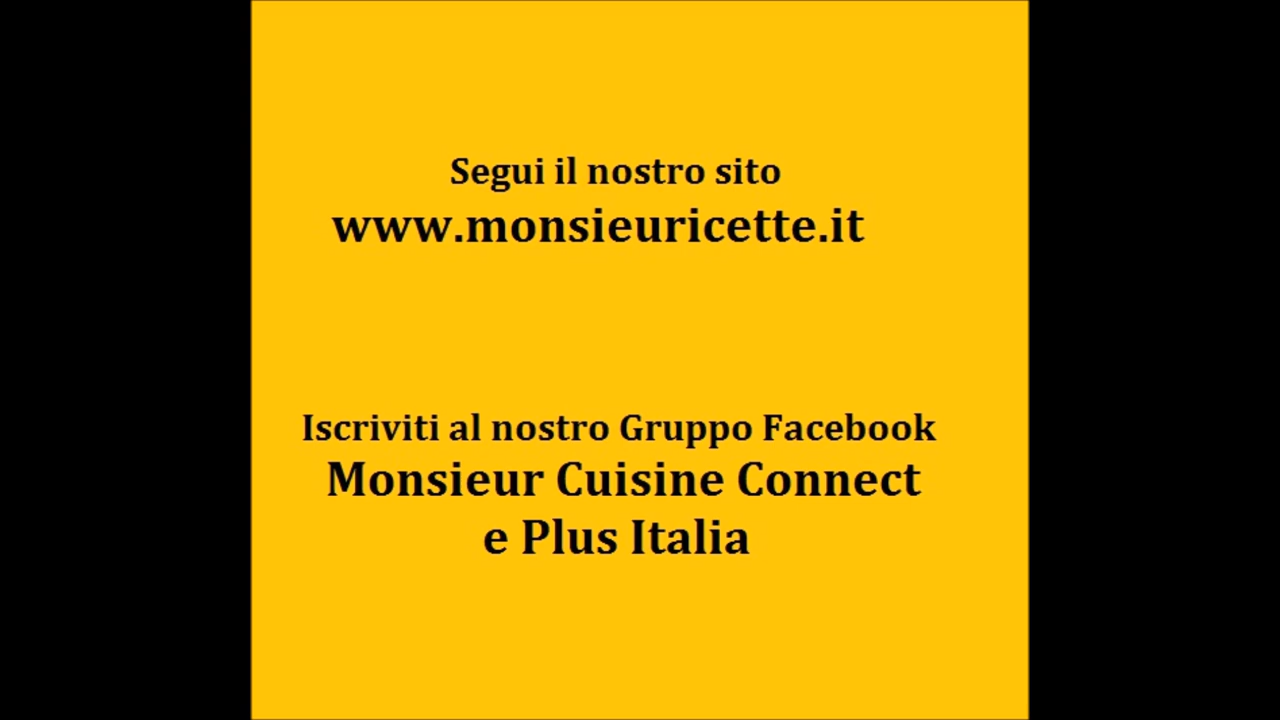 Segui il nostro sito
www.monsieuricette.it
Iscriviti al nostro Gruppo Facebook
Monsieur Cuisine Connect
e Plus Italia